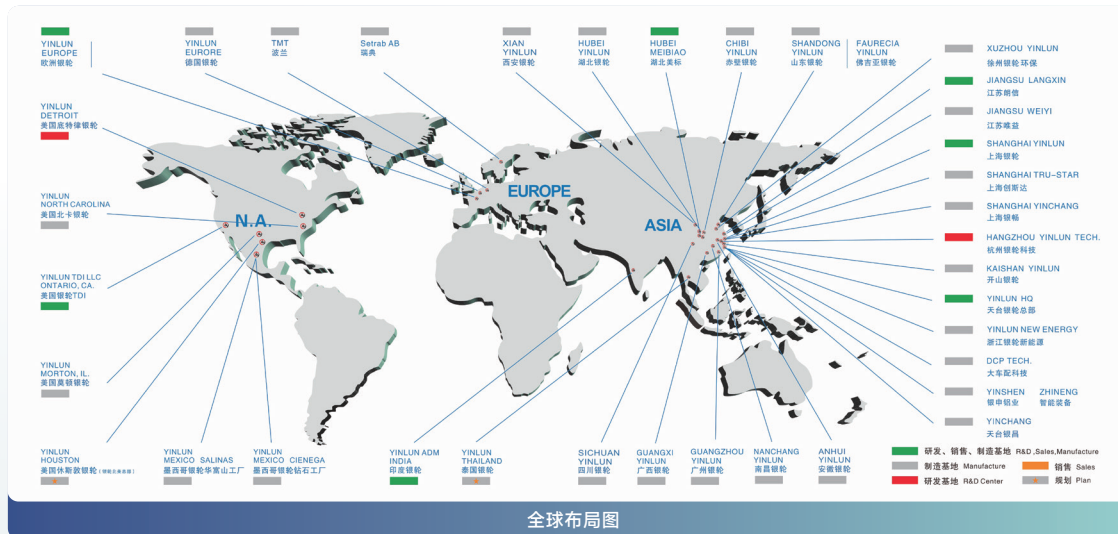 YINLUN
EUROPE
欧洲银轮
YINLUN
EURORE
德国银轮
TMT
波兰
Setrab AB
瑞典
XIAN
YINLUN
西安银轮
HUBEI
YINLUN
湖北银轮
HUBEI
MEIBIAO
湖北美标
CHIBI
YINLUN
赤壁银轮
SHANDONG
YINLUN
山东银轮
FAURECIA
YINLUN
佛吉亚银轮
XUZHOU YINLUN
徐州银轮环保
JIANGSU LANGXIN
江苏朗信
JIANGSU WEIYI
江苏唯益
SHANGHAI YINLUN
上海银轮
SHANGHAI TRU-STAR
上海创斯达
SHANGHAI YINCHANG
上海银畅
HANGZHOU YINLUN TECH.
杭州银轮科技
KAISHAN YINLUN
开山银轮
YINLUN HQ
天台银轮总部
YINLUN NEW ENERGY
浙江银轮新能源
DCP TECH.
大车配科技
YINSHEN ZHINENG
银申铝业 智能装备
YINCHANG
天台银昌
YINLUN
DETROIT
美国底特律银轮
YINLUN
NORTH CAROLINA
美国北卡银轮
YINLUN TDI LLC
ONTARIO, CA.
美国银轮TDI
YINLUN
MORTON, IL.
美国莫顿银轮
N.A.
EUROPE
ASIA
YINLUN
HOUSTON
美国休斯敦银轮
YINLUN
MEXICO SALINAS
墨西哥银轮华富山工厂
YINLUN
MEXICO CIENEGA
墨西哥银轮钻石工厂
YINLUN ADM
INDIA
印度银轮
YINLUN
THAILAND
泰国银轮
SICHUAN
YINLUN
四川银轮
GUANGXI
YINLUN
广西银轮
GUANGZHOU
YINLUN
广州银轮
NANCHANG
YINLUN
南昌银轮
ANHUI
YINLUN
安徽银轮
研发、销售、制造基地 R&D ,Sales,Manufacture
制造基地 Manufacture
销售 Sales
研发基地 R&D Center
规划 Plan
全球布局图